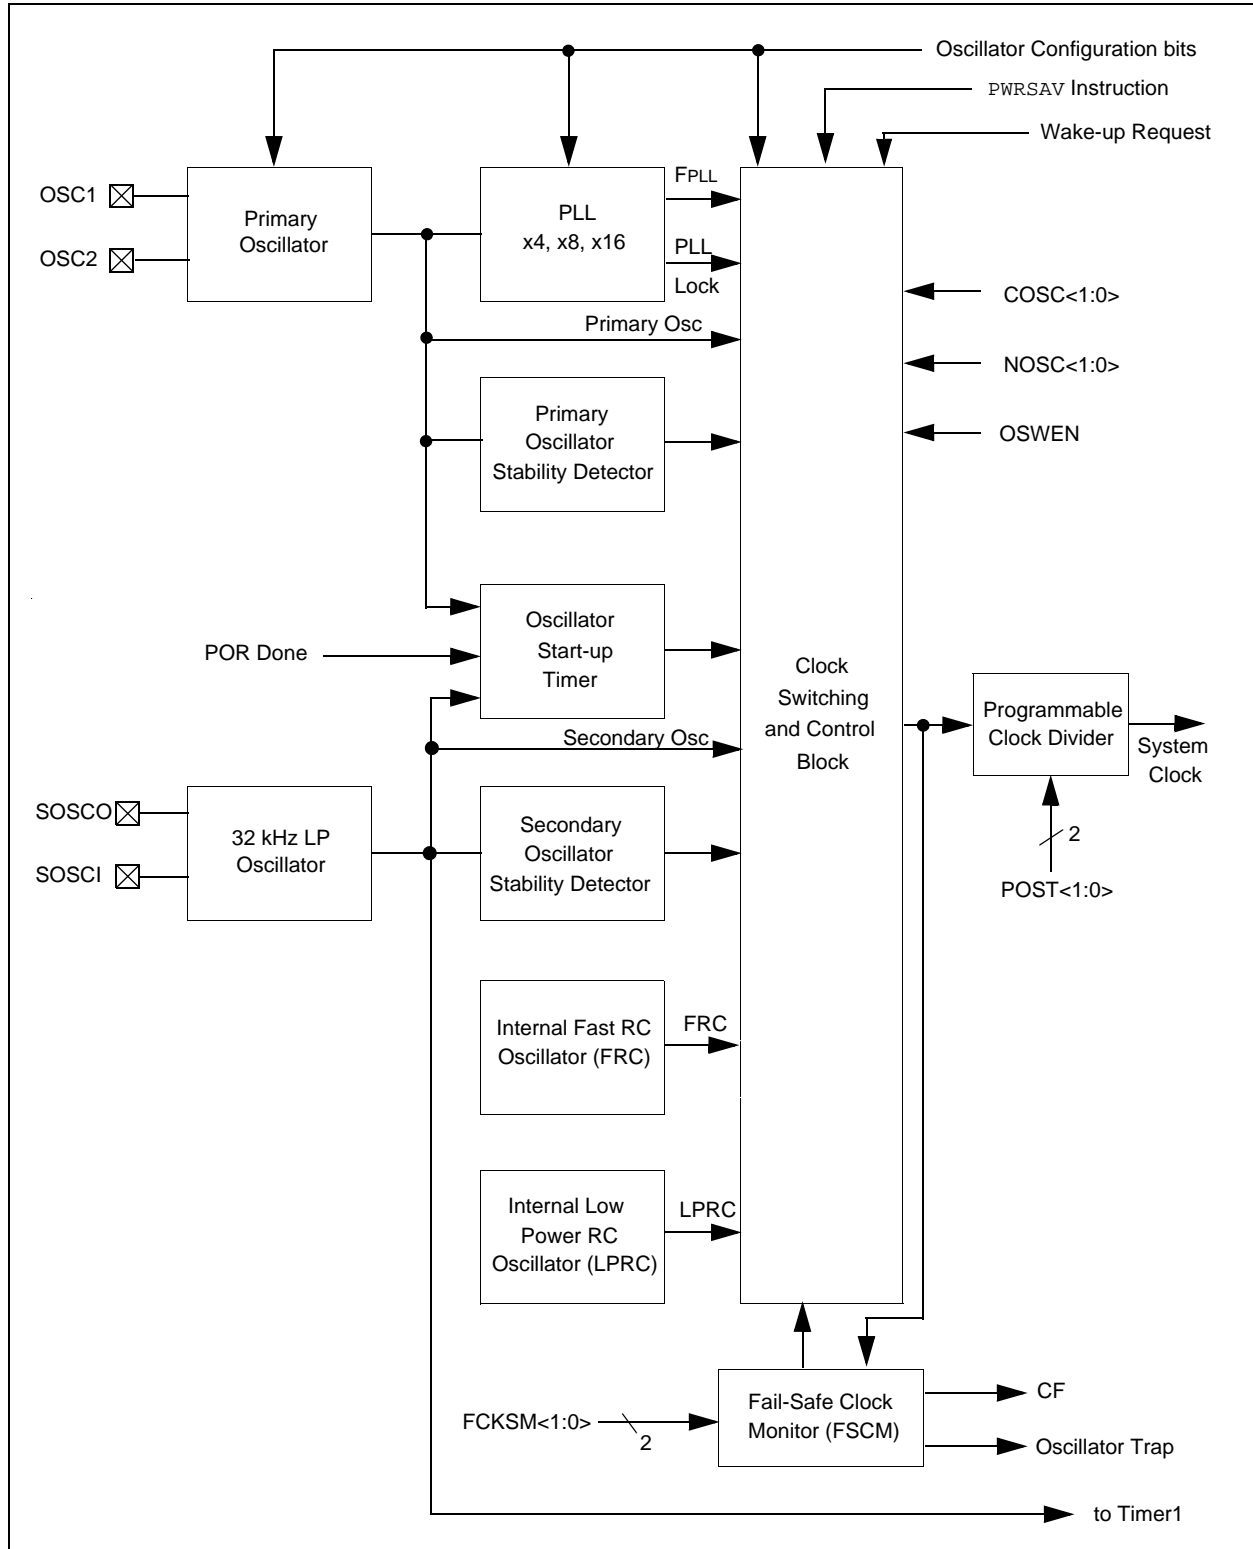 Oscillator Configuration bits
PWRSAV Instruction
Wake-up Request
OSC1
OSC2
Primary
Oscillator
PLL
x4, x8, x16
FPLL
PLL
Lock
Primary Osc
COSC<1:0>
NOSC<1:0>
OSWEN
Primary
Oscillator
Stability Detector
POR Done
Oscillator
Start-up
Timer
Clock
Switching
and Control
Block
Programmable
Clock Divider
System
Clock
2
POST<1:0>
Secondary Osc
SOSCO
SOSCI
32 kHz LP
Oscillator
Secondary
Oscillator
Stability Detector
Internal Fast RC
Oscillator (FRC)
FRC
Internal Low
Power RC
Oscillator (LPRC)
LPRC
FCKSM<1:0>
2
Fail-Safe Clock
Monitor (FSCM)
CF
Oscillator Trap
to Timer1